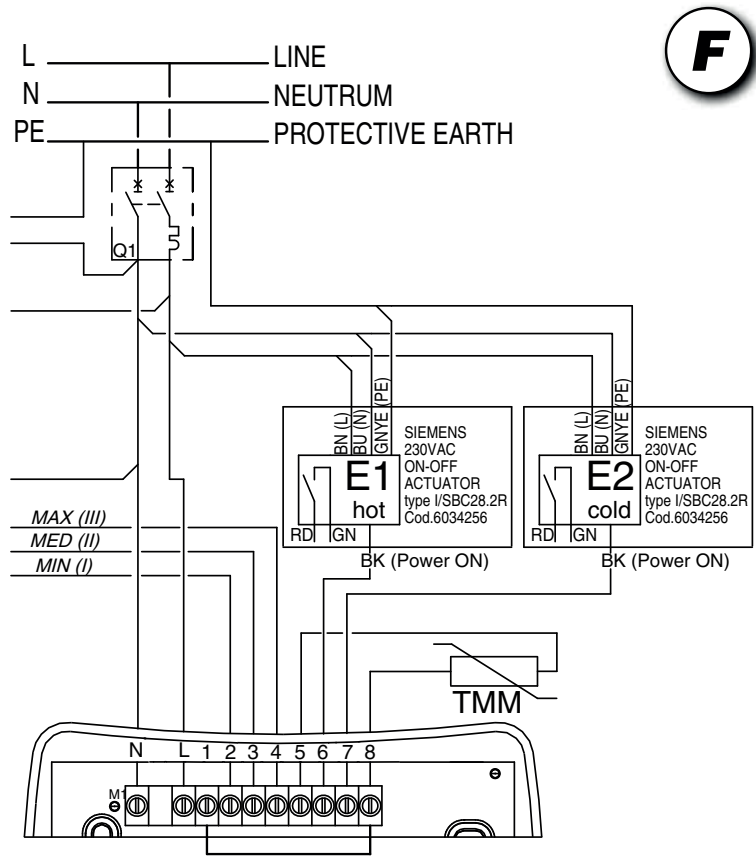 F
L LINE
N NEUTRUM
PE PROTECTIVE EARTH
Q1
BN (L)
BU (N)
GNYE (PE)
E1
hot
RD GN
SIEMENS
230VAC
ON-OFF
ACTUATOR
type I/SBC28.2R
Cod.6034256
BK (Power ON)
BN (L)
BU (N)
GNYE (PE)
E2
cold
RD GN
SIEMENS
230VAC
ON-OFF
ACTUATOR
type I/SBC28.2R
Cod.6034256
BK (Power ON)
MAX (III)
MED (II)
MIN (I)
TMM
N L 1 2 3 4 5 6 7 8
M1